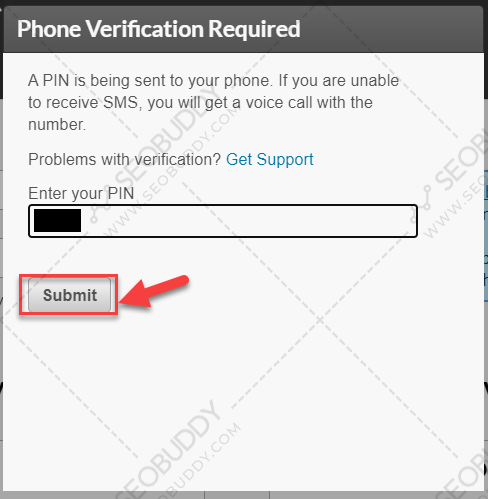 Phone Verification Required
A PIN is being sent to your phone. If you are unable
to receive SMS, you will get a voice call with the
number.
Problems with verification? Get Support
Enter your PIN
Submit
SEOBUDDY
WWW.SEOBUDDY.COM
SEOBUDDY
WWW.SEOBUDDY.COM
SEOBUDDY
WWW.SEOBUDDY.COM